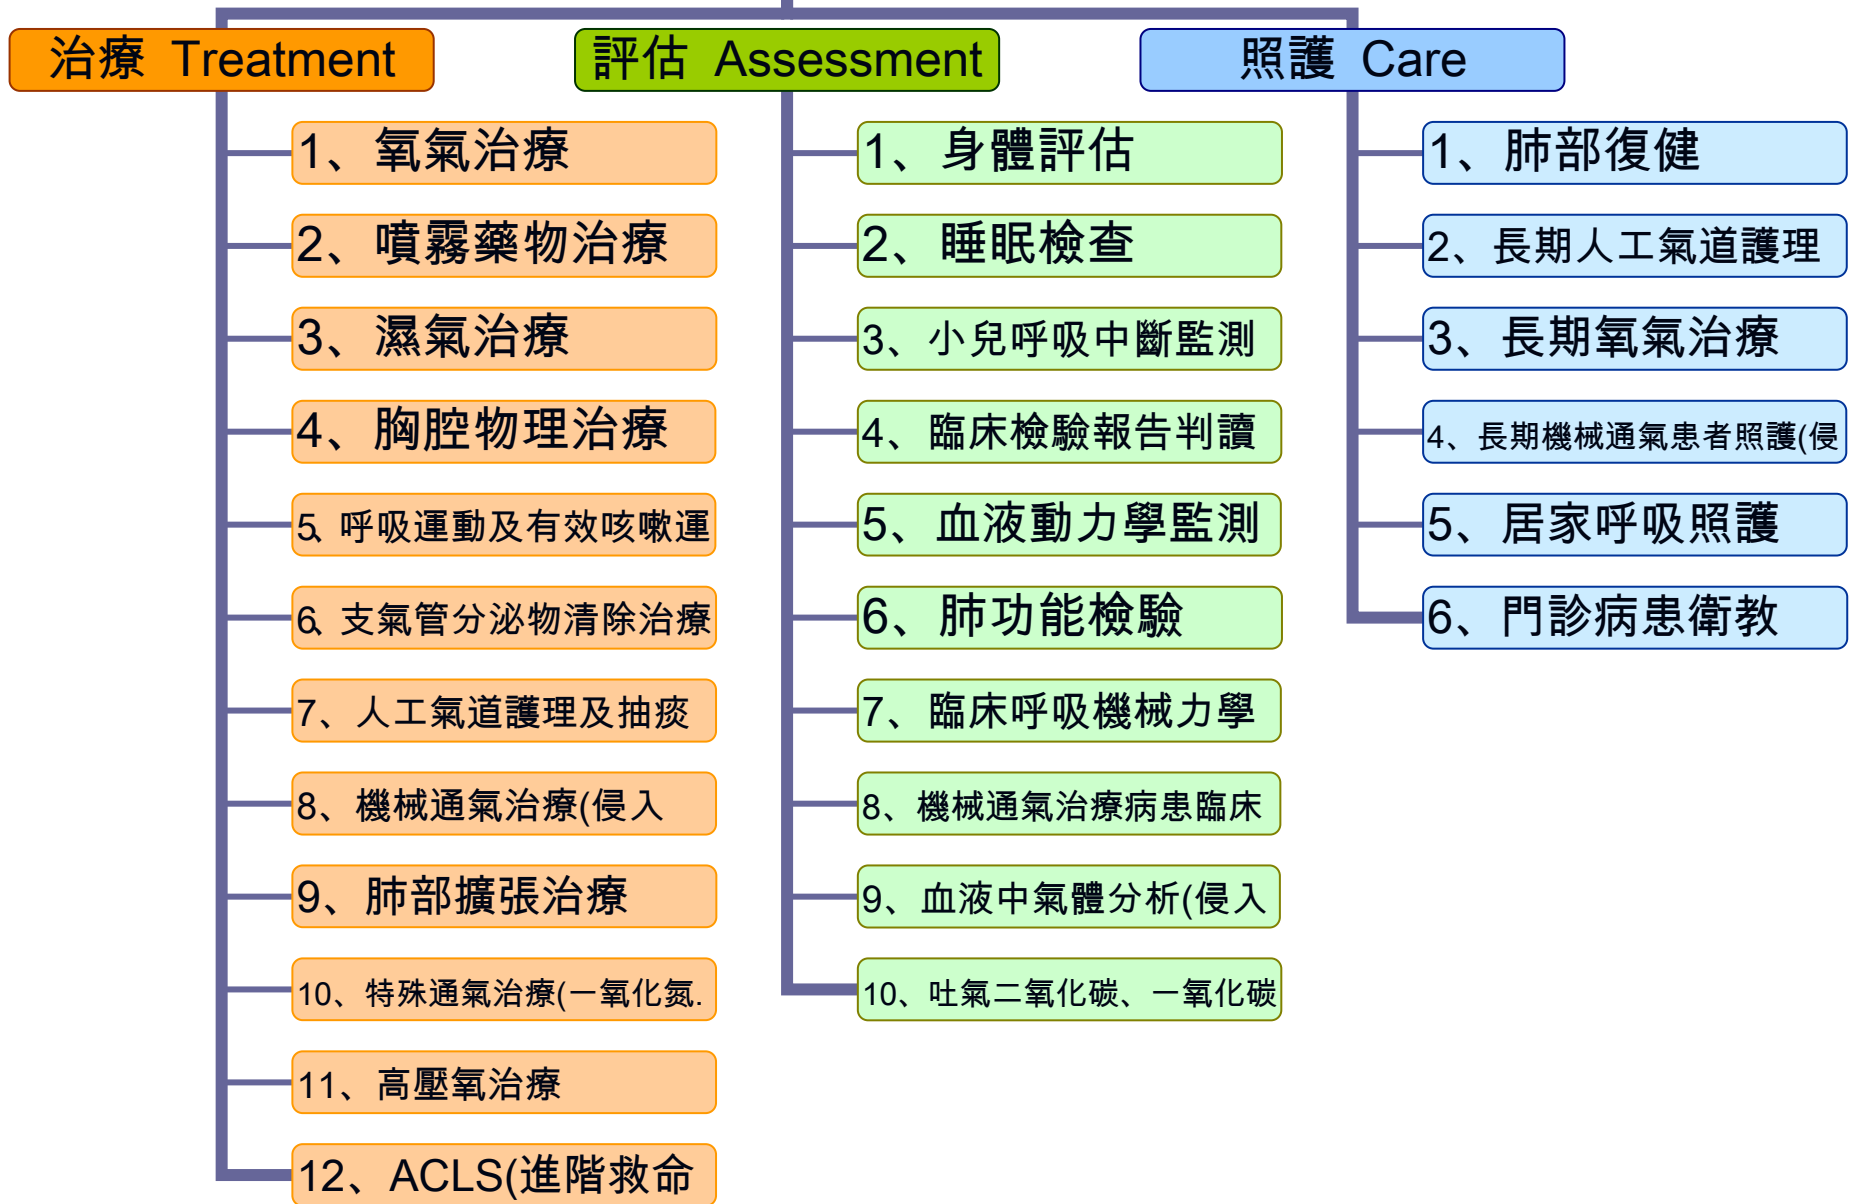 治療 Treatment
評估 Assessment
照護 Care
1、氧氣治療
2、噴霧藥物治療
3、濕氣治療
4、胸腔物理治療
5、呼吸運動及有效咳嗽運
6、支氣管分泌物清除治療
7、人工氣道護理及抽痰
8、機械通氣治療(侵入
9、肺部擴張治療
10、特殊通氣治療(一氧化氮.
11、高壓氧治療
12、ACLS(進階救命
1、身體評估
2、睡眠檢查
3、小兒呼吸中斷監測
4、臨床檢驗報告判讀
5、血液動力學監測
6、肺功能檢驗
7、臨床呼吸機械力學
8、機械通氣治療病患臨床
9、血液中氣體分析(侵入
10、吐氣二氧化碳、一氧化碳
1、肺部復健
2、長期人工氣道護理
3、長期氧氣治療
4、長期機械通氣患者照護(侵
5、居家呼吸照護
6、門診病患衛教